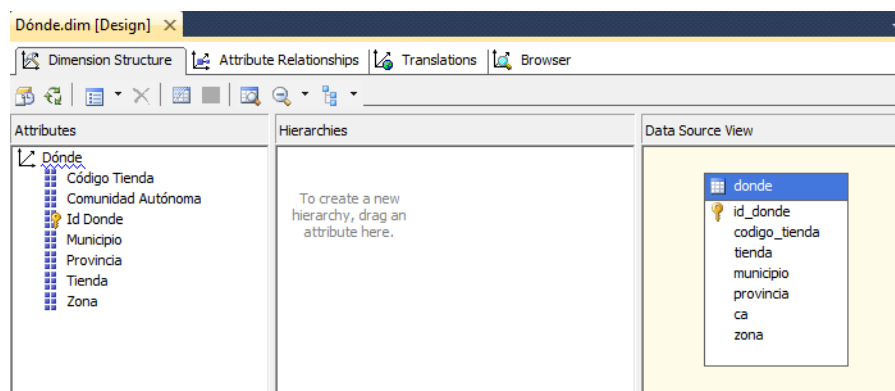 Dónde.dim [Design]
Dimension Structure
Attribute Relationships
Translations
Browser
Attributes
Hierarchies
Data Source View
Dónde
Código Tienda
Comunidad Autónoma
Id Donde
Municipio
Provincia
Tienda
Zona
To create a new
hierarchy, drag an
attribute here.
donde
id_donde
codigo_tienda
tienda
municipio
provincia
ca
zona